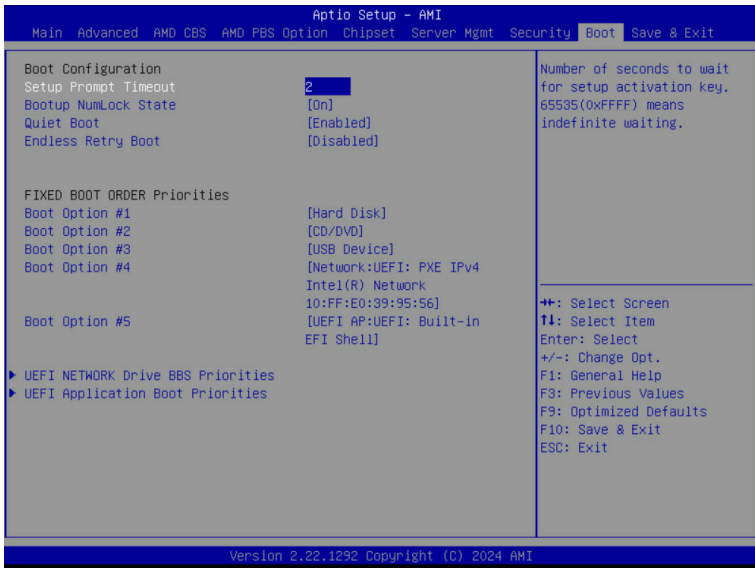 Aptio Setup - AMI
Main Advanced AMD CBS AMD PBS Option Chipset Server Mgmt Security Boot Save & Exit
Boot Configuration
Setup Prompt Timeout 2
Bootup NumLock State [On]
Quiet Boot [Enabled]
Endless Retry Boot [Disabled]
FIXED BOOT ORDER Priorities
Boot Option #1 [Hard Disk]
Boot Option #2 [CD/DVD]
Boot Option #3 [USB Device]
Boot Option #4 [Network:UEFI: PXE IPv4
Intel(R) Network
10:FF:E0:39:95:56]
Boot Option #5 [UEFI AP:UEFI: Built-in
EFI Shell]
UEFI NETWORK Drive BBS Priorities
UEFI Application Boot Priorities
Number of seconds to wait
for setup activation key.
65535(0xFFFF) means
indefinite waiting.
→←: Select Screen
↑↓: Select Item
Enter: Select
+/-: Change Opt.
F1: General Help
F3: Previous Values
F9: Optimized Defaults
F10: Save & Exit
ESC: Exit
Version 2.22.1292 Copyright (C) 2024 AMI